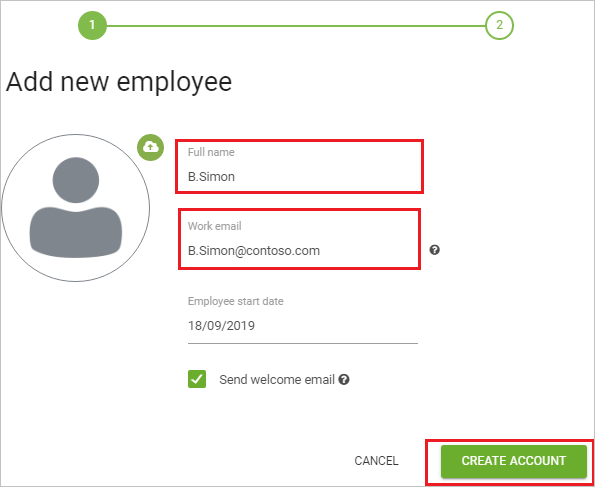 1
2
Add new employee
Full name
B.Simon
Work email
B.Simon@contoso.com
?
Employee start date
18/09/2019
Send welcome email ?
CANCEL
CREATE ACCOUNT